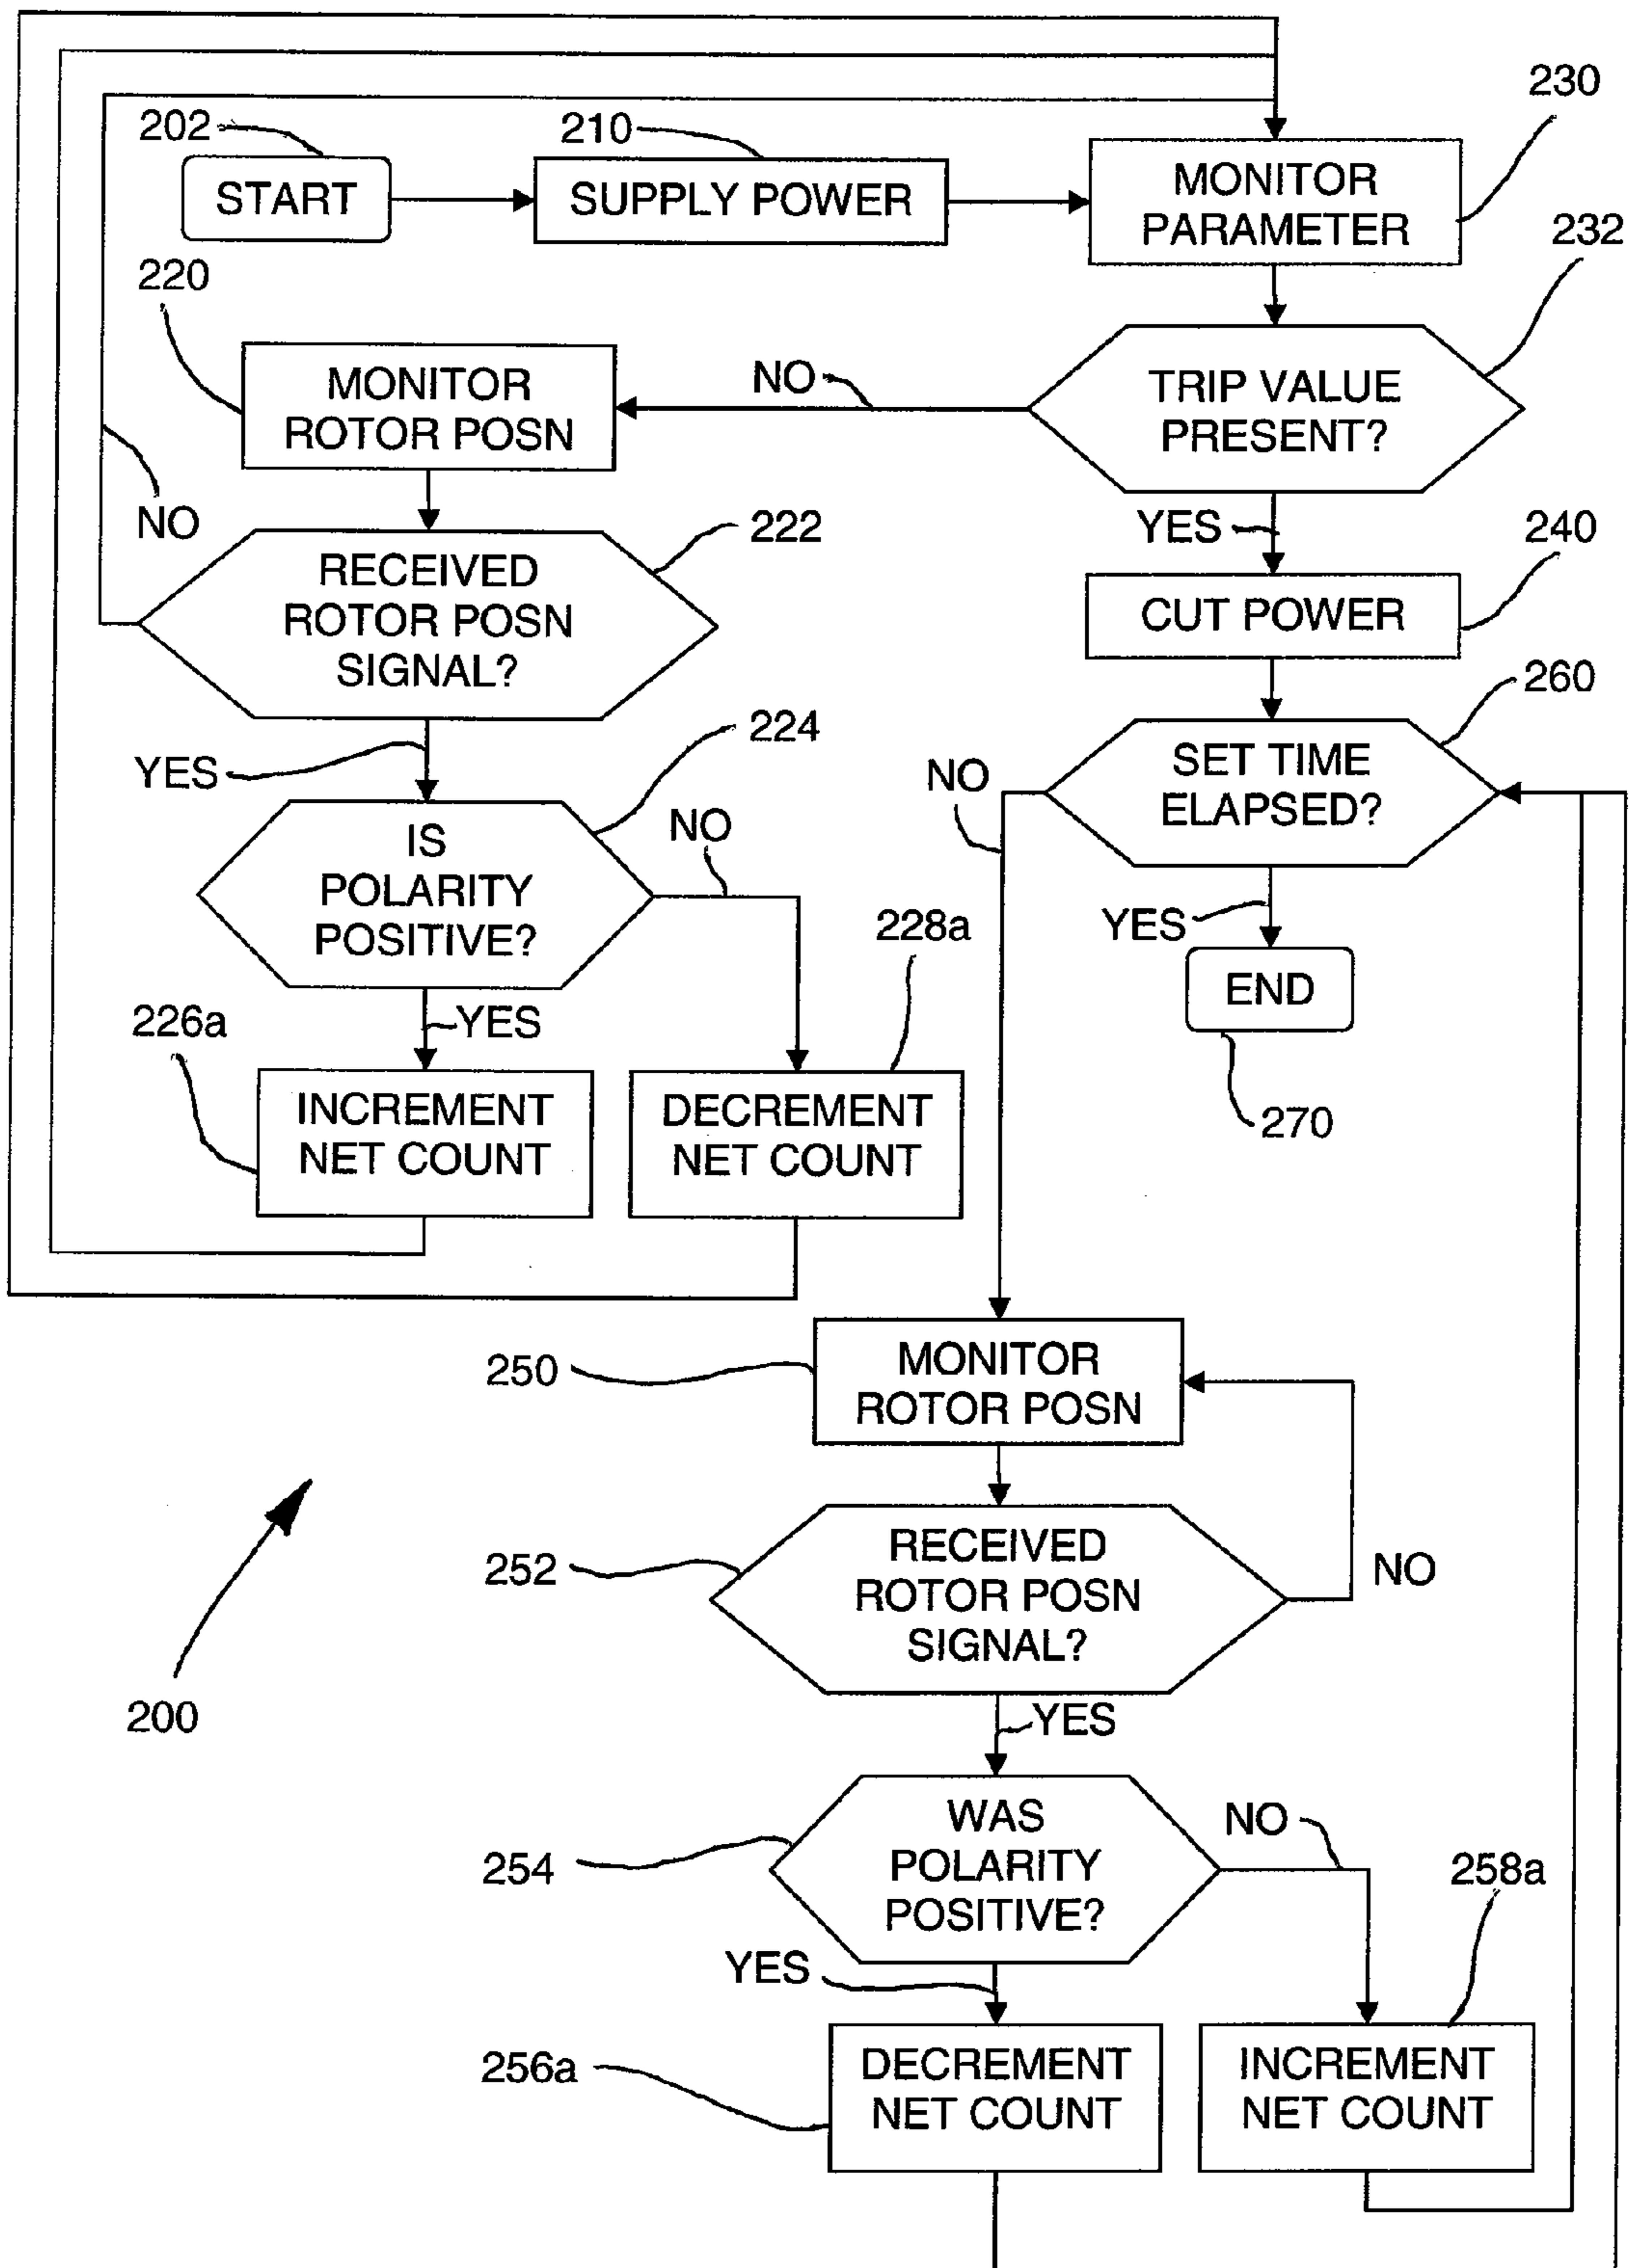 230
202
210
START
SUPPLY POWER
MONITOR
PARAMETER
232
220
MONITOR
ROTOR POSN
NO
TRIP VALUE
PRESENT?
NO
222
YES
240
RECEIVED
ROTOR POSN
SIGNAL?
CUT POWER
260
224
YES
NO
SET TIME
ELAPSED?
IS
POLARITY
POSITIVE?
NO
228a
YES
END
226a
YES
270
INCREMENT
NET COUNT
DECREMENT
NET COUNT
250
MONITOR
ROTOR POSN
252
RECEIVED
ROTOR POSN
SIGNAL?
NO
200
YES
254
WAS
POLARITY
POSITIVE?
NO
258a
YES
256a
DECREMENT
NET COUNT
INCREMENT
NET COUNT